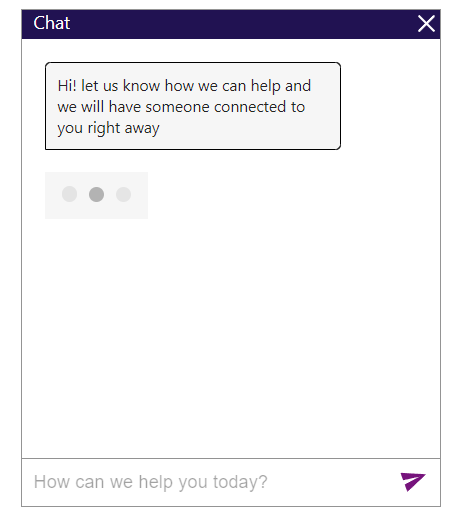 Chat
Hi! let us know how we can help and
we will have someone connected to
you right away
How can we help you today?